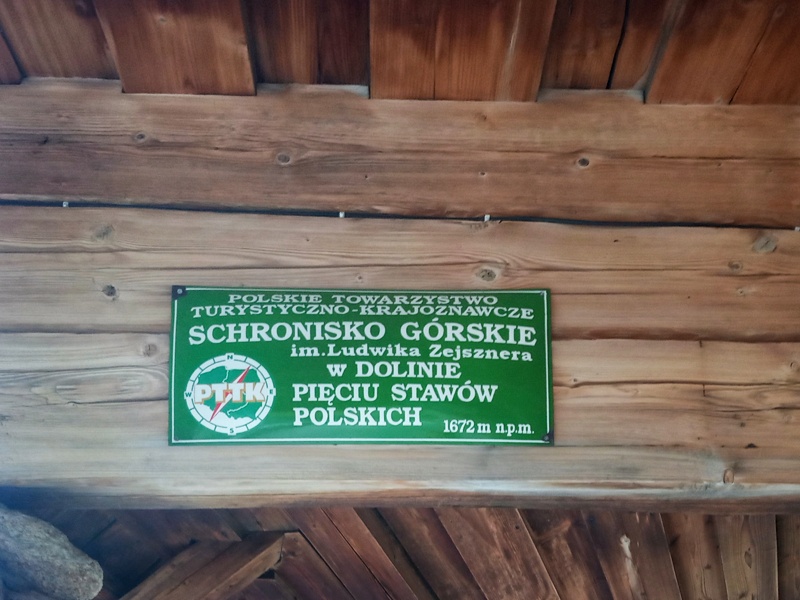 POLSKIE TOWARZYSTWO
TURYSTYCZNO-KRAJOZNAWCZE
SCHRONISKO GÓRSKIE
im. Ludwika Zejsznera
W DOLINIE
PIĘCIU STAWÓW
POLSKICH
1672 m n.p.m.
N
W PTTK E
S